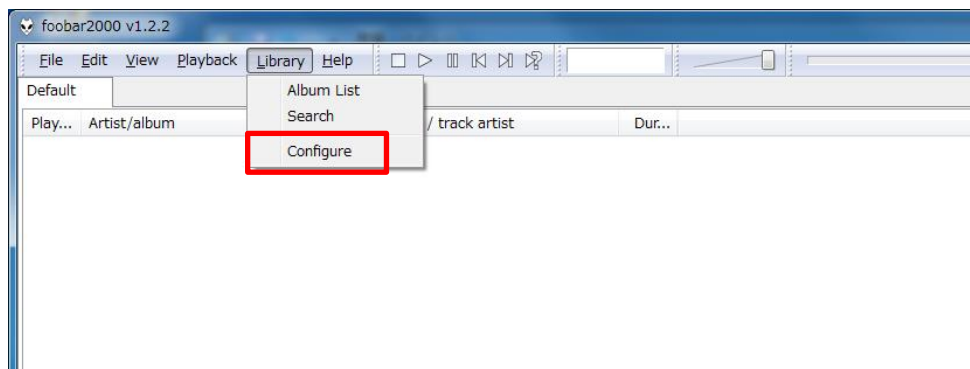 foobar2000 v1.2.2
File Edit View Playback Library Help
Default
Album List
Search
Configure
Play... Artist/album / track artist Dur...